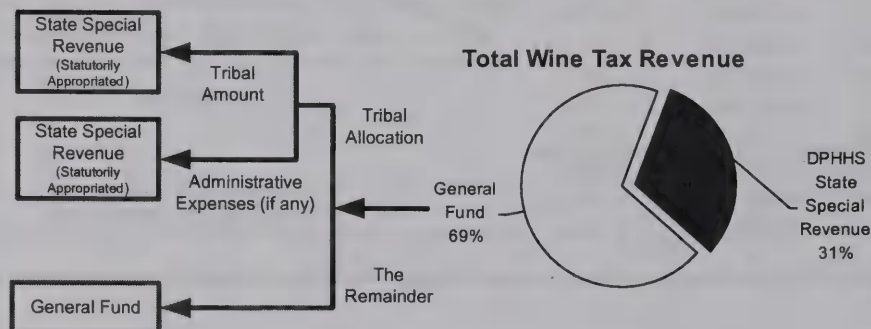 State Special
Revenue
(Statutorily
Appropriated)
Tribal
Amount
State Special
Revenue
(Statutorily
Appropriated)
Administrative
Expenses (if any)
Tribal
Allocation
The
Remainder
General Fund
Total Wine Tax Revenue
General
Fund
69%
DPHHS
State
Special
Revenue
31%